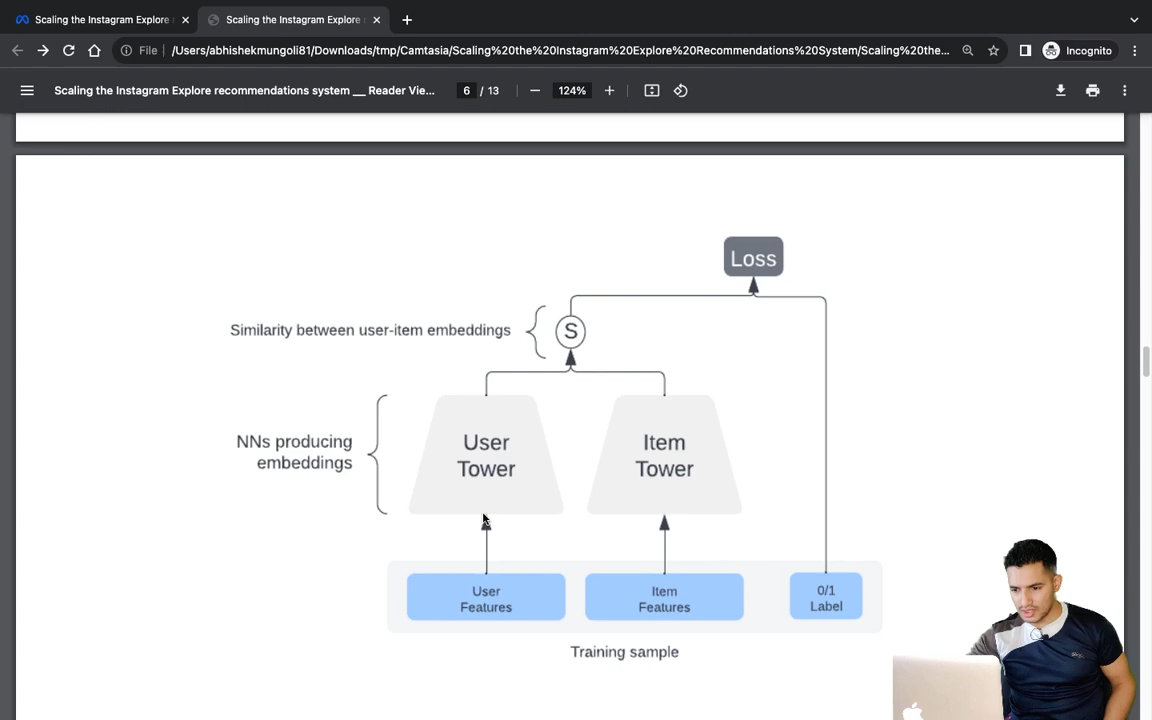 Scaling the Instagram Explore
Scaling the Instagram Explore
File
/Users/abhishekmungoli81/Downloads/tmp/Camtasia/Scaling%20the%20Instagram%20Explore%20Recommendations%20System/Scaling%20the...
Incognito
Scaling the Instagram Explore recommendations system __ Reader Vie...
6 / 13
124%
Loss
Similarity between user-item embeddings
S
NNs producing
embeddings
User
Tower
Item
Tower
User
Features
Item
Features
0/1
Label
Training sample